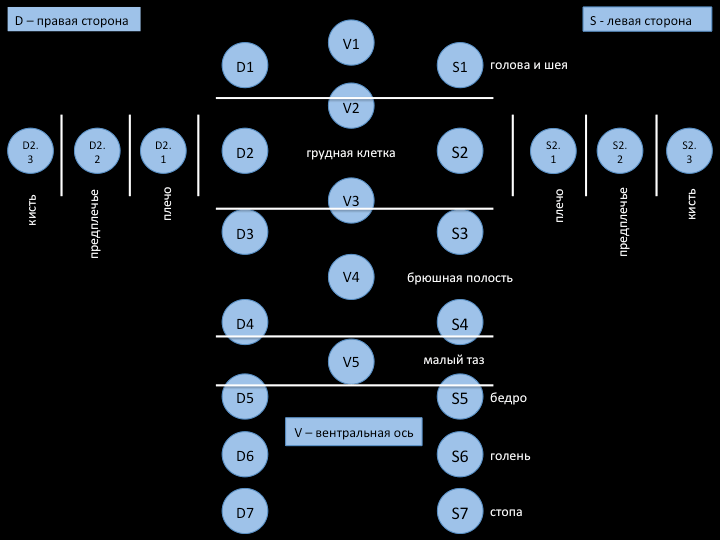 D – правая сторона
S - левая сторона
V1
D1
S1
голова и шея
V2
D2.
3
D2.
2
D2.
1
D2
грудная клетка
S2
S2.
1
S2.
2
S2.
3
кисть
предплечье
плечо
плечо
предплечье
кисть
V3
D3
S3
V4
брюшная полость
D4
S4
V5
малый таз
D5
S5
бедро
V – вентральная ось
D6
S6
голень
D7
S7
стопа